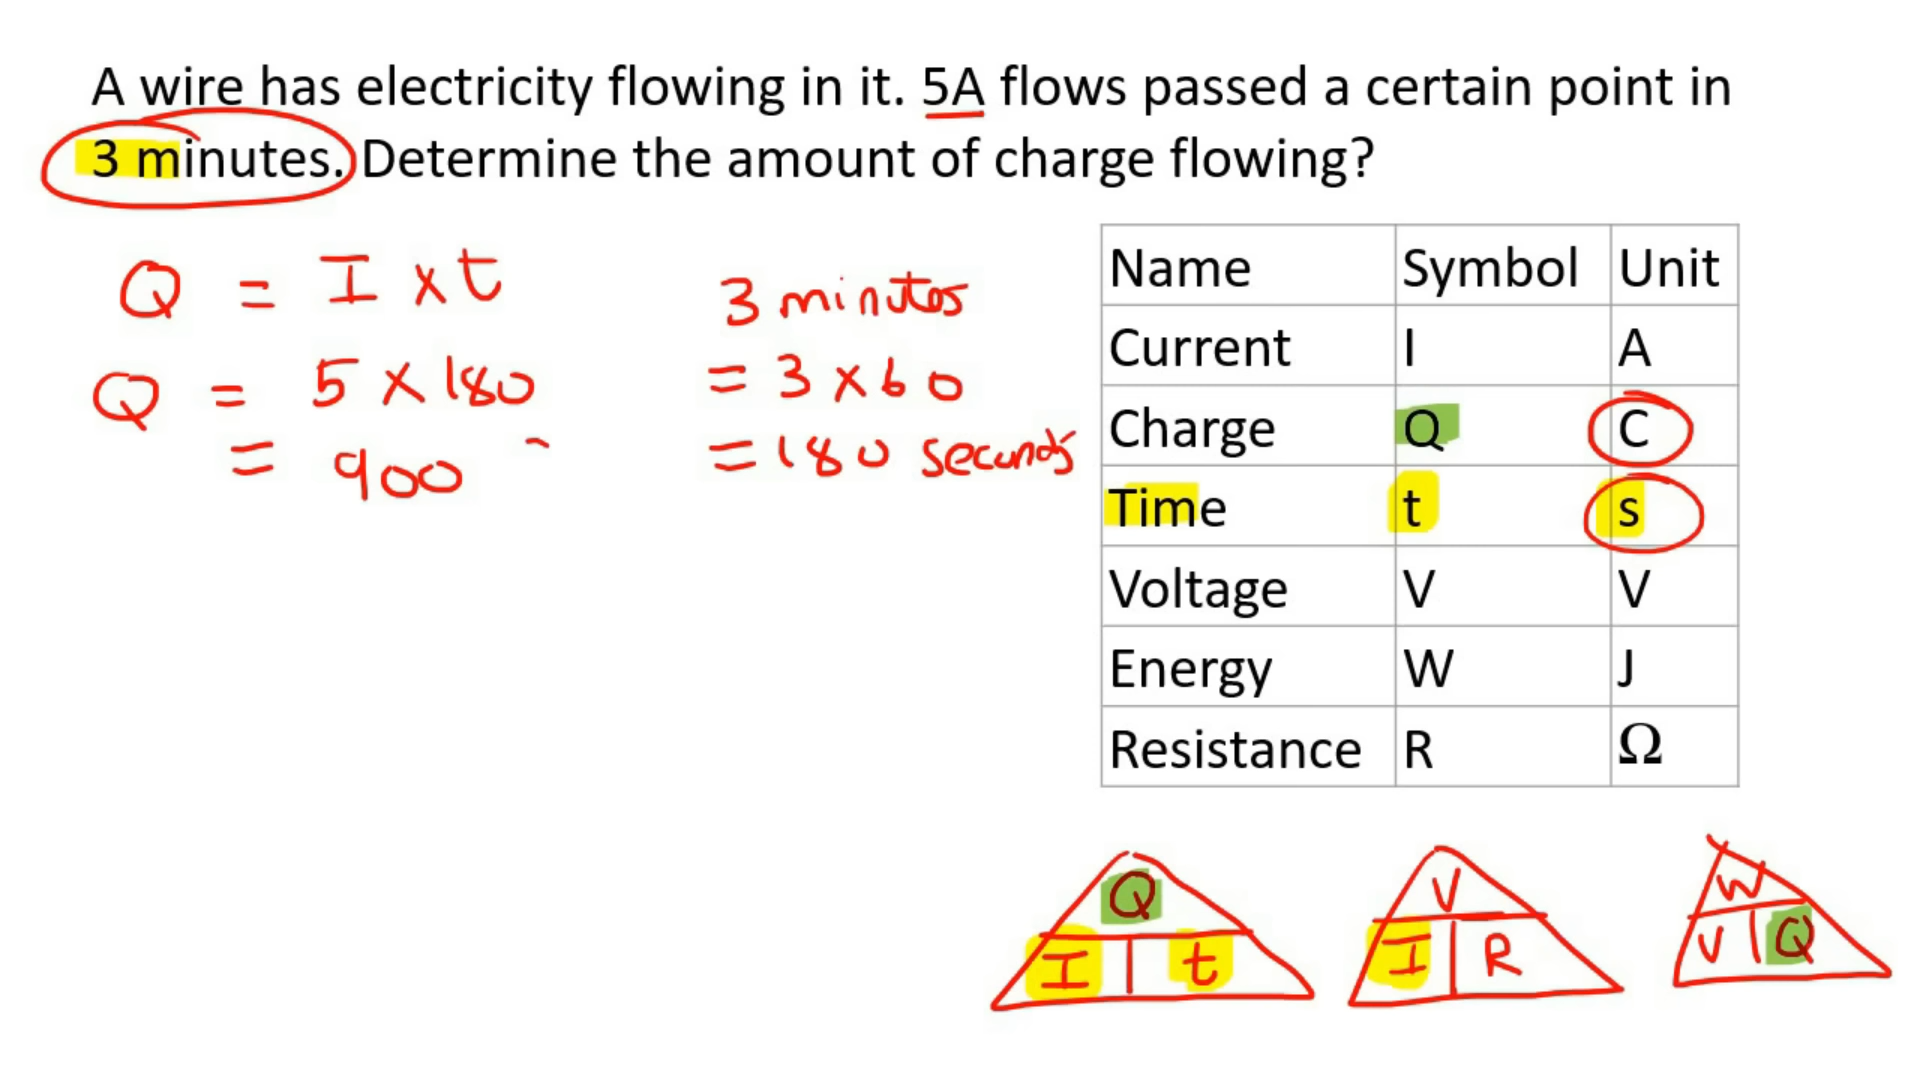 A wire has electricity flowing in it. 5A flows passed a certain point in
3 minutes. Determine the amount of charge flowing?
Q = I x t
Q = 5 x 180
= 900
3 minutes
= 3 x 60
= 180 seconds
Name Symbol Unit
Current I A
Charge Q C
Time t s
Voltage V V
Energy W J
Resistance R Ω
Q
I t
V
I R
W
V Q